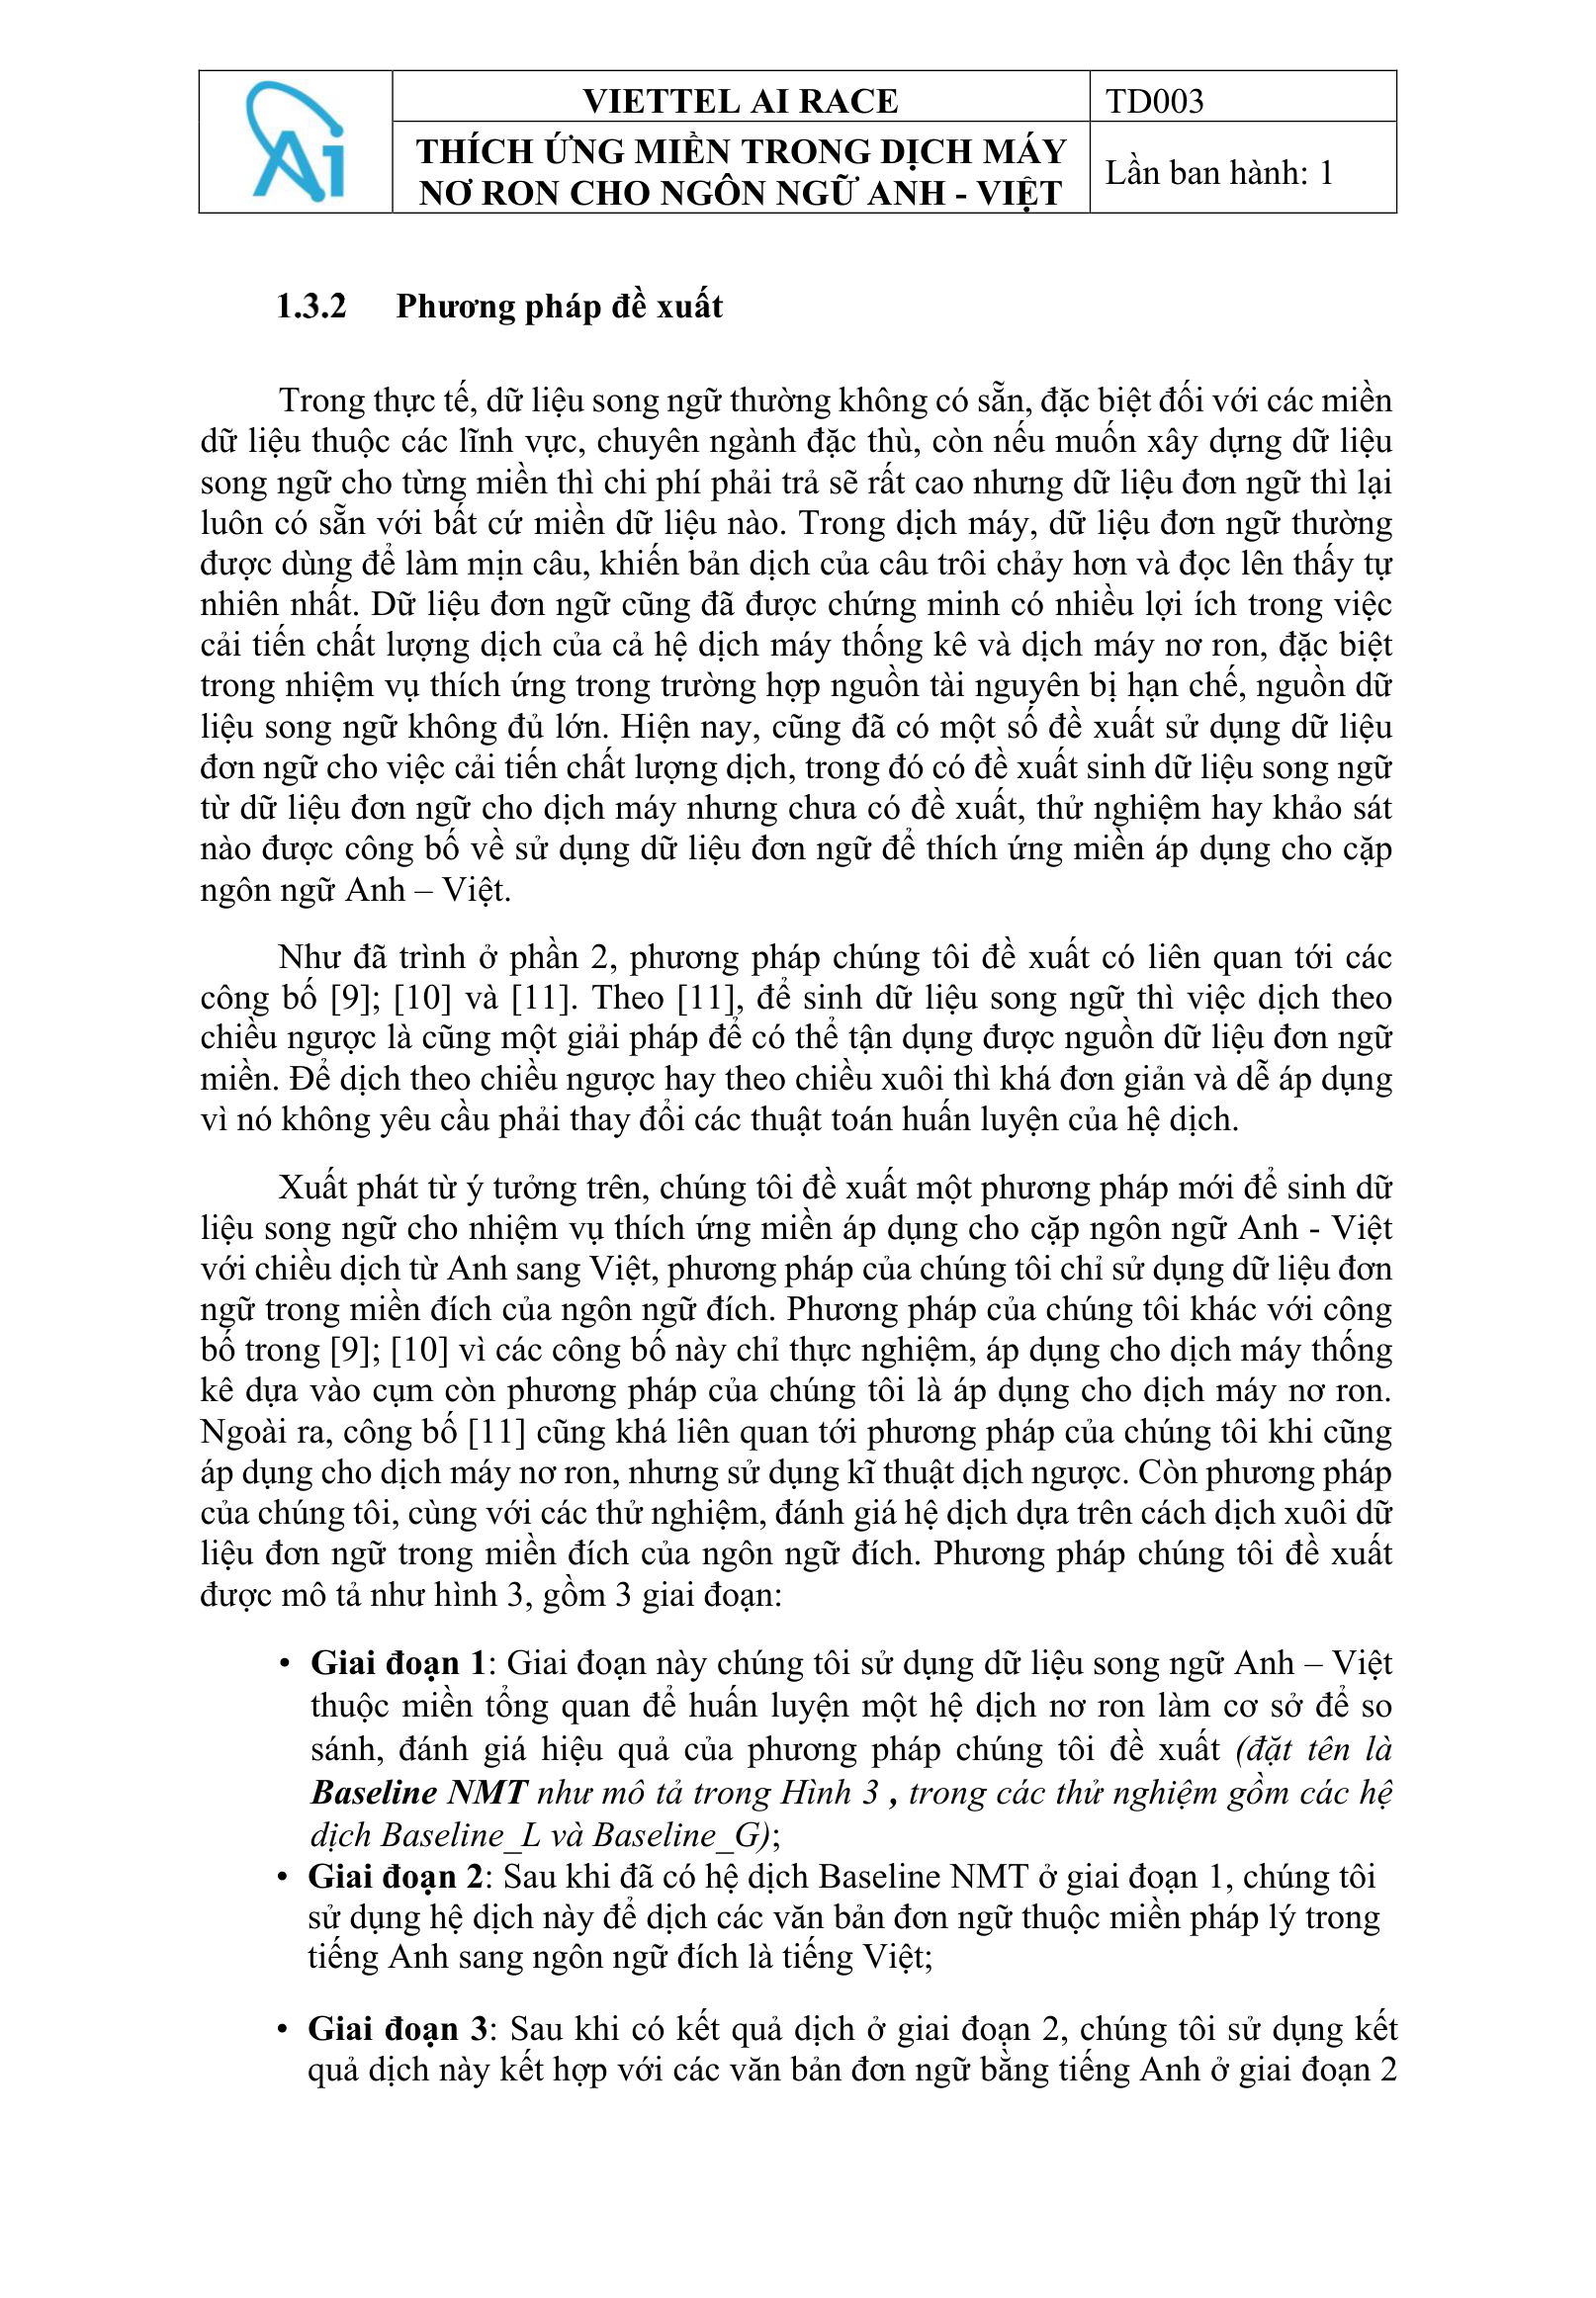 Ai
VIETTEL AI RACE
TD003
THÍCH ỨNG MIỀN TRONG DỊCH MÁY
NƠ RON CHO NGÔN NGỮ ANH - VIỆT
Lần ban hành: 1
1.3.2 Phương pháp đề xuất
Trong thực tế, dữ liệu song ngữ thường không có sẵn, đặc biệt đối với các miền
dữ liệu thuộc các lĩnh vực, chuyên ngành đặc thù, còn nếu muốn xây dựng dữ liệu
song ngữ cho từng miền thì chi phí phải trả sẽ rất cao nhưng dữ liệu đơn ngữ thì lại
luôn có sẵn với bất cứ miền dữ liệu nào. Trong dịch máy, dữ liệu đơn ngữ thường
được dùng để làm mịn câu, khiến bản dịch của câu trôi chảy hơn và đọc lên thấy tự
nhiên nhất. Dữ liệu đơn ngữ cũng đã được chứng minh có nhiều lợi ích trong việc
cải tiến chất lượng dịch của cả hệ dịch máy thống kê và dịch máy nơ ron, đặc biệt
trong nhiệm vụ thích ứng trong trường hợp nguồn tài nguyên bị hạn chế, nguồn dữ
liệu song ngữ không đủ lớn. Hiện nay, cũng đã có một số đề xuất sử dụng dữ liệu
đơn ngữ cho việc cải tiến chất lượng dịch, trong đó có đề xuất sinh dữ liệu song ngữ
từ dữ liệu đơn ngữ cho dịch máy nhưng chưa có đề xuất, thử nghiệm hay khảo sát
nào được công bố về sử dụng dữ liệu đơn ngữ để thích ứng miền áp dụng cho cặp
ngôn ngữ Anh – Việt.
Như đã trình ở phần 2, phương pháp chúng tôi đề xuất có liên quan tới các
công bố [9]; [10] và [11]. Theo [11], để sinh dữ liệu song ngữ thì việc dịch theo
chiều ngược là cũng một giải pháp để có thể tận dụng được nguồn dữ liệu đơn ngữ
miền. Để dịch theo chiều ngược hay theo chiều xuôi thì khá đơn giản và dễ áp dụng
vì nó không yêu cầu phải thay đổi các thuật toán huấn luyện của hệ dịch.
Xuất phát từ ý tưởng trên, chúng tôi đề xuất một phương pháp mới để sinh dữ
liệu song ngữ cho nhiệm vụ thích ứng miền áp dụng cho cặp ngôn ngữ Anh - Việt
với chiều dịch từ Anh sang Việt, phương pháp của chúng tôi chỉ sử dụng dữ liệu đơn
ngữ trong miền đích của ngôn ngữ đích. Phương pháp của chúng tôi khác với công
bố trong [9]; [10] vì các công bố này chỉ thực nghiệm, áp dụng cho dịch máy thống
kê dựa vào cụm còn phương pháp của chúng tôi là áp dụng cho dịch máy nơ ron.
Ngoài ra, công bố [11] cũng khá liên quan tới phương pháp của chúng tôi khi cũng
áp dụng cho dịch máy nơ ron, nhưng sử dụng kĩ thuật dịch ngược. Còn phương pháp
của chúng tôi, cùng với các thử nghiệm, đánh giá hệ dịch dựa trên cách dịch xuôi dữ
liệu đơn ngữ trong miền đích của ngôn ngữ đích. Phương pháp chúng tôi đề xuất
được mô tả như hình 3, gồm 3 giai đoạn:
• Giai đoạn 1: Giai đoạn này chúng tôi sử dụng dữ liệu song ngữ Anh – Việt
thuộc miền tổng quan để huấn luyện một hệ dịch nơ ron làm cơ sở để so
sánh, đánh giá hiệu quả của phương pháp chúng tôi đề xuất (đặt tên là
Baseline NMT như mô tả trong Hình 3 , trong các thử nghiệm gồm các hệ
dịch Baseline_L và Baseline_G);
• Giai đoạn 2: Sau khi đã có hệ dịch Baseline NMT ở giai đoạn 1, chúng tôi
sử dụng hệ dịch này để dịch các văn bản đơn ngữ thuộc miền pháp lý trong
tiếng Anh sang ngôn ngữ đích là tiếng Việt;
• Giai đoạn 3: Sau khi có kết quả dịch ở giai đoạn 2, chúng tôi sử dụng kết
quả dịch này kết hợp với các văn bản đơn ngữ bằng tiếng Anh ở giai đoạn 2